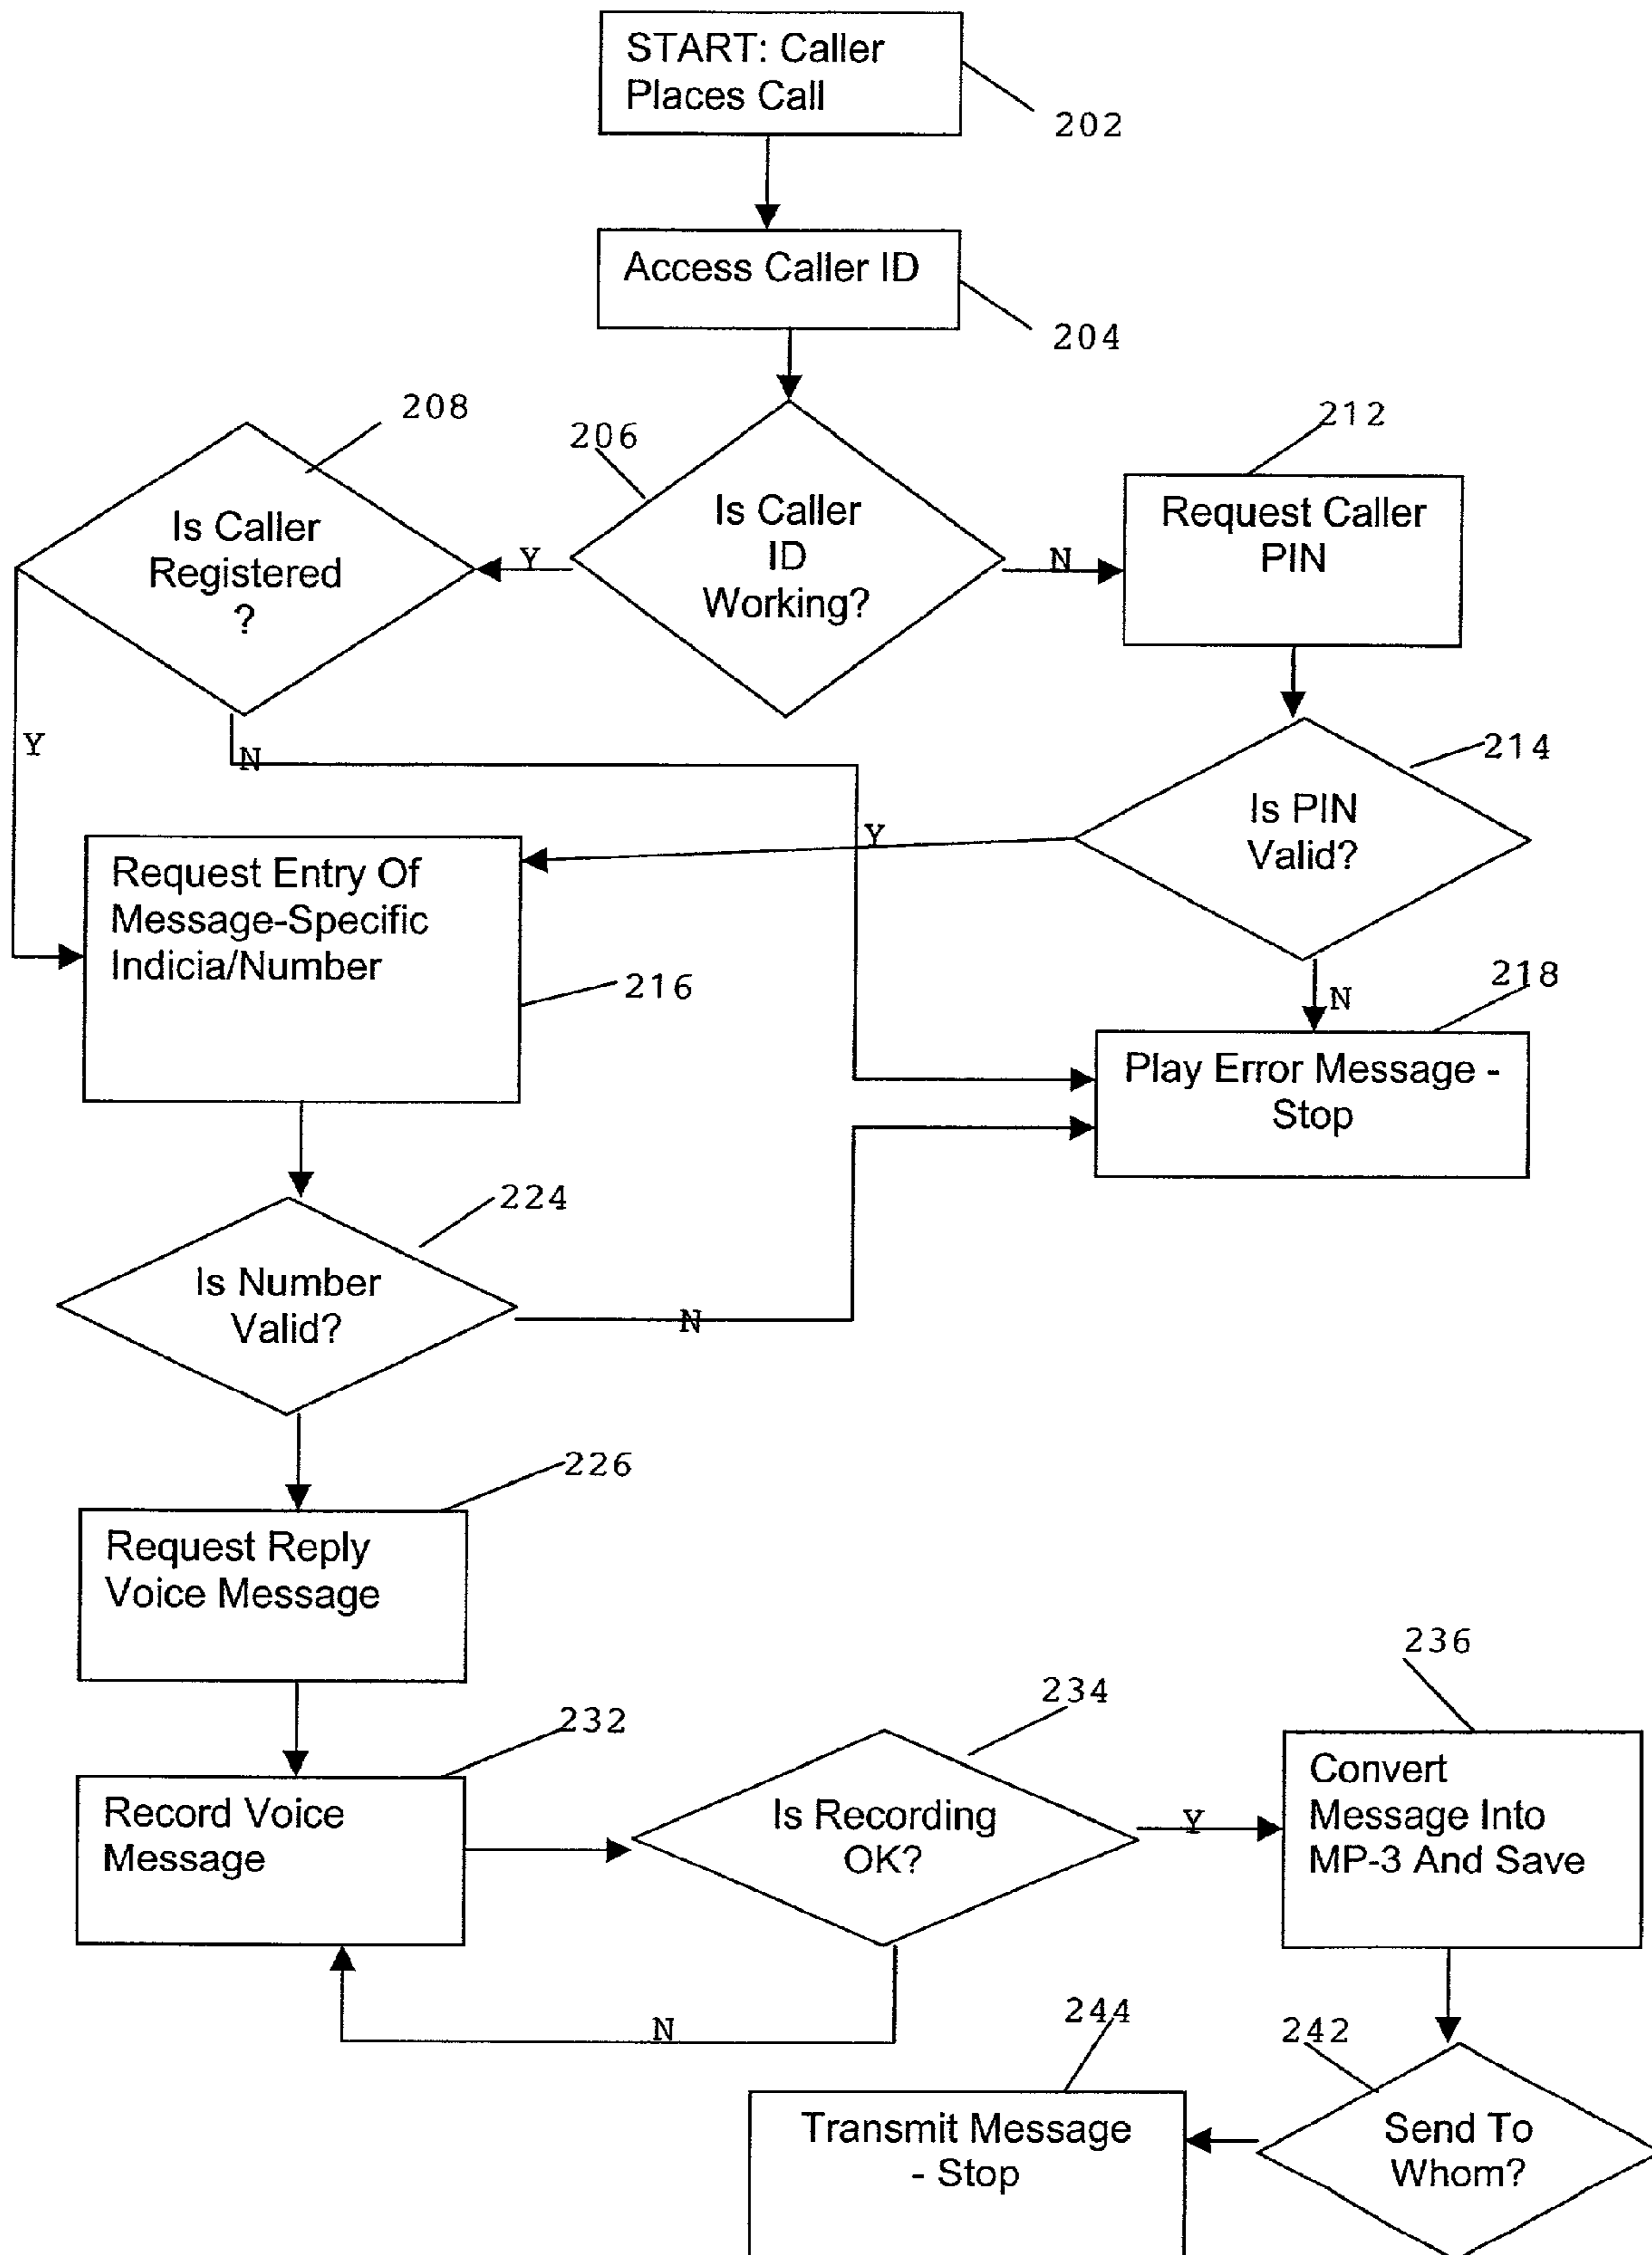 START: Caller
Places Call
202
Access Caller ID
204
208
206
212
Is Caller
Registered
?
Y
Is Caller
ID
Working?
N
Request Caller
PIN
Y
N
214
Is PIN
Valid?
Y
Request Entry Of
Message-Specific
Indicia/Number
216
N
218
Play Error Message -
Stop
224
Is Number
Valid?
N
226
Request Reply
Voice Message
232
Record Voice
Message
234
Is Recording
OK?
Y
236
Convert
Message Into
MP-3 And Save
N
244
242
Transmit Message
- Stop
Send To
Whom?